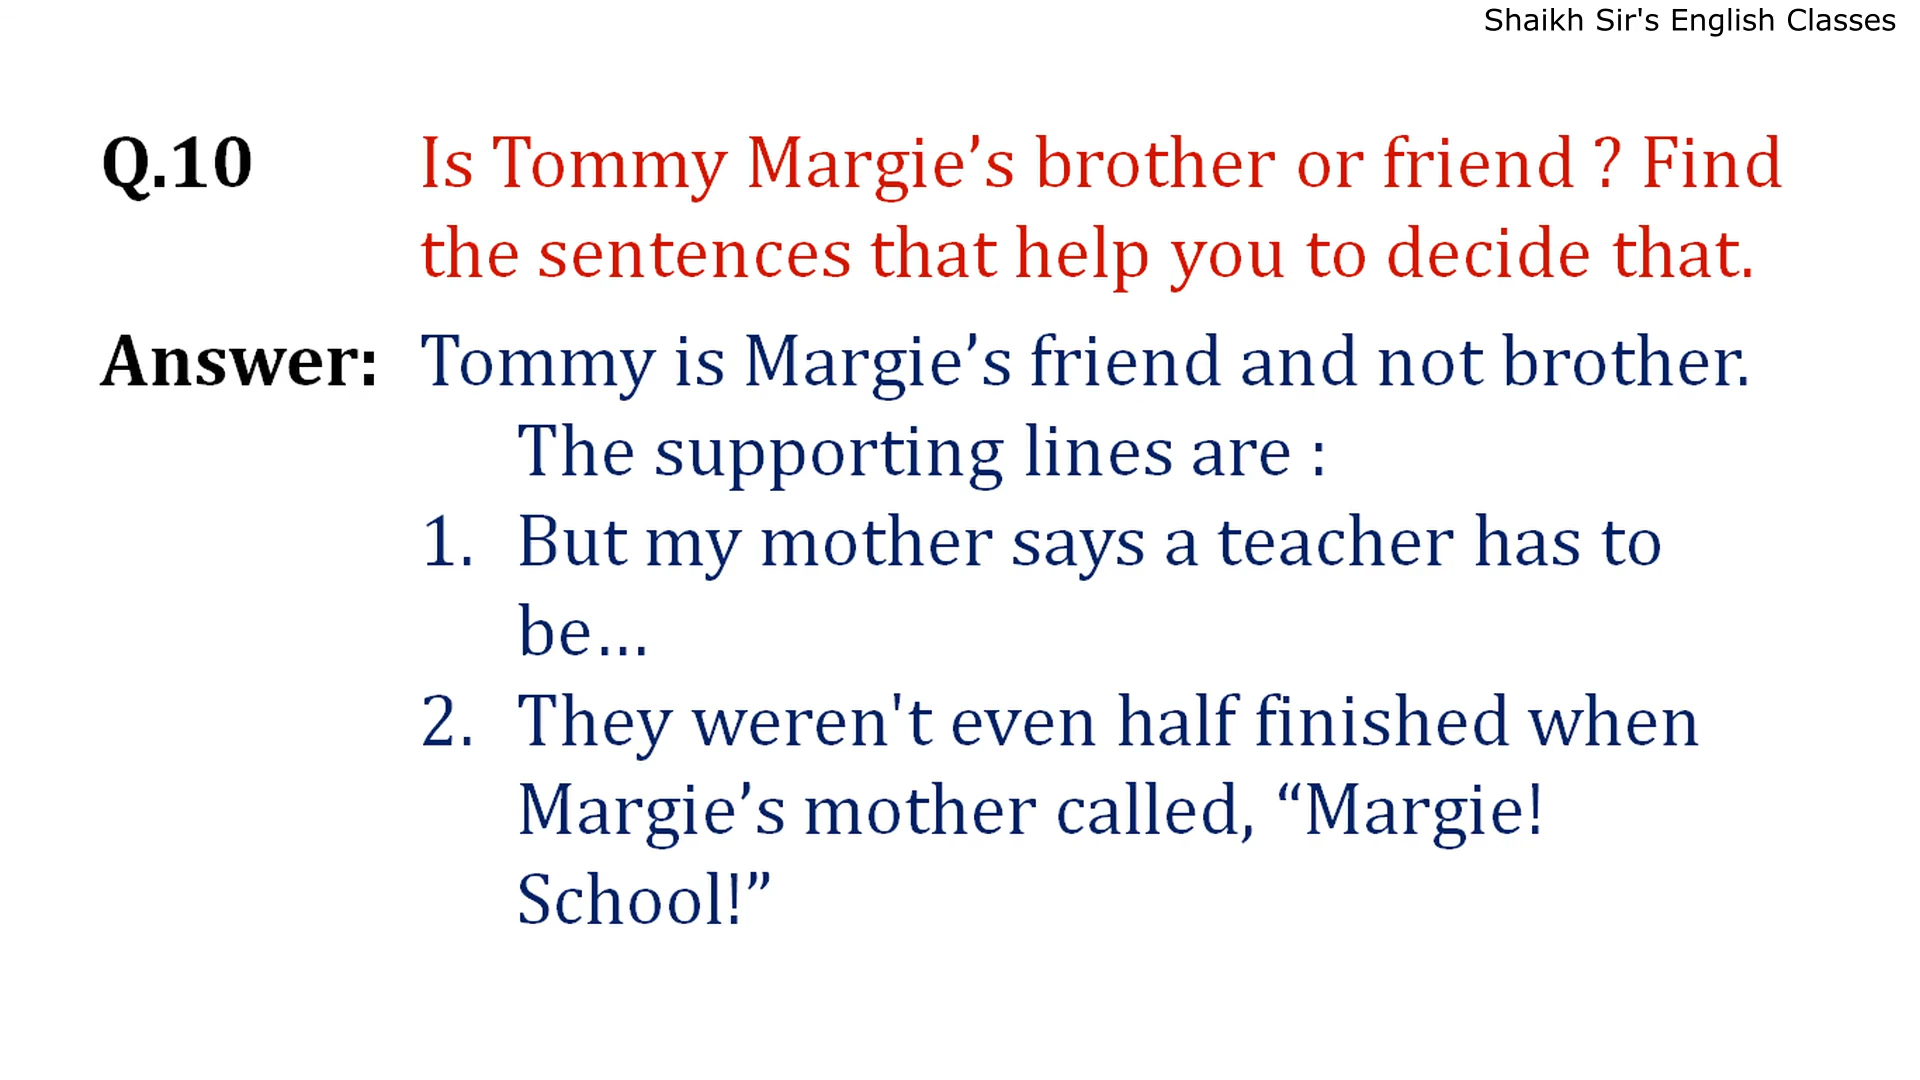 Shaikh Sir's English Classes
Q.10 Is Tommy Margie’s brother or friend ? Find
the sentences that help you to decide that.
Answer: Tommy is Margie’s friend and not brother.
The supporting lines are :
1. But my mother says a teacher has to
be...
2. They weren't even half finished when
Margie’s mother called, “Margie!
School!”